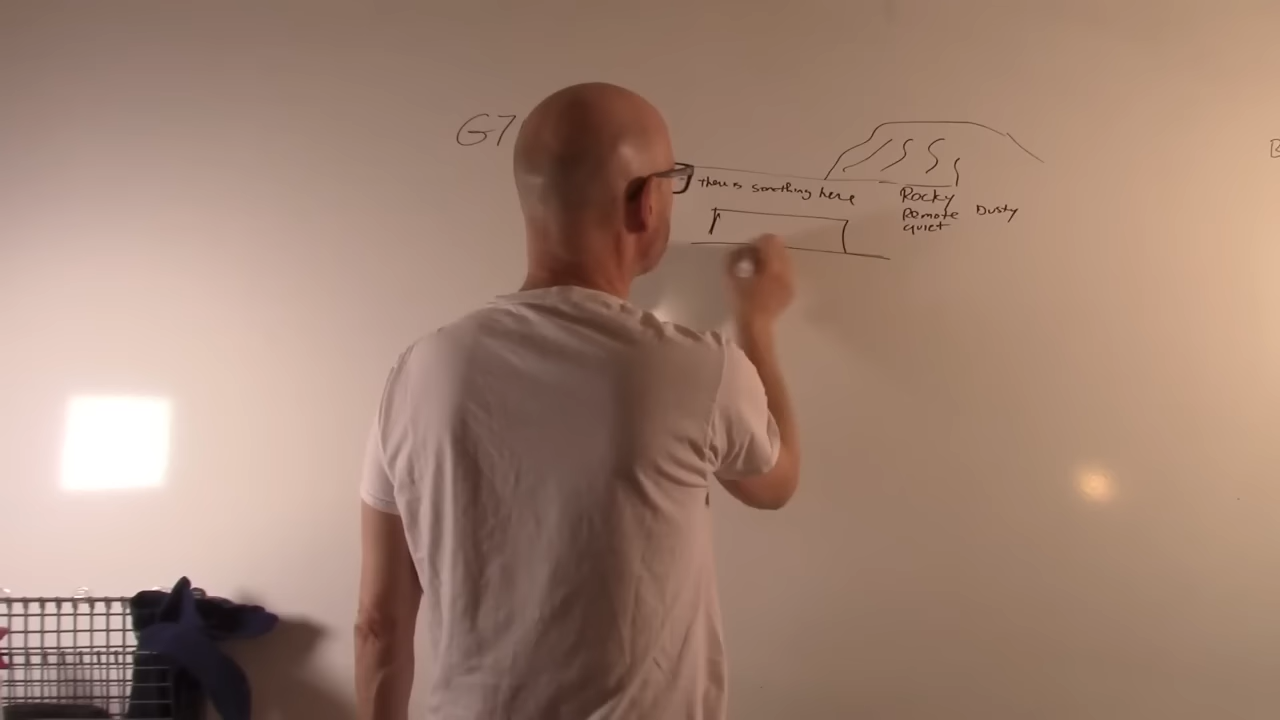 G7
there is something here
Rocky
Remote Dusty
quiet